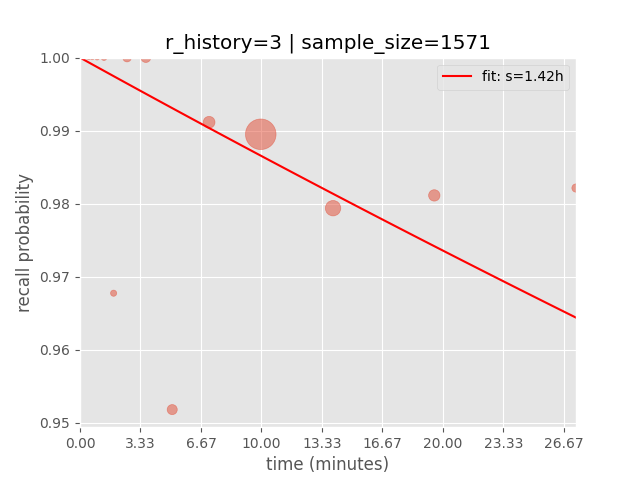 r_history=3 | sample_size=1571
fit: s=1.42h
recall probability
1.00
0.99
0.98
0.97
0.96
0.95
0.00 3.33 6.67 10.00 13.33 16.67 20.00 23.33 26.67
time (minutes)